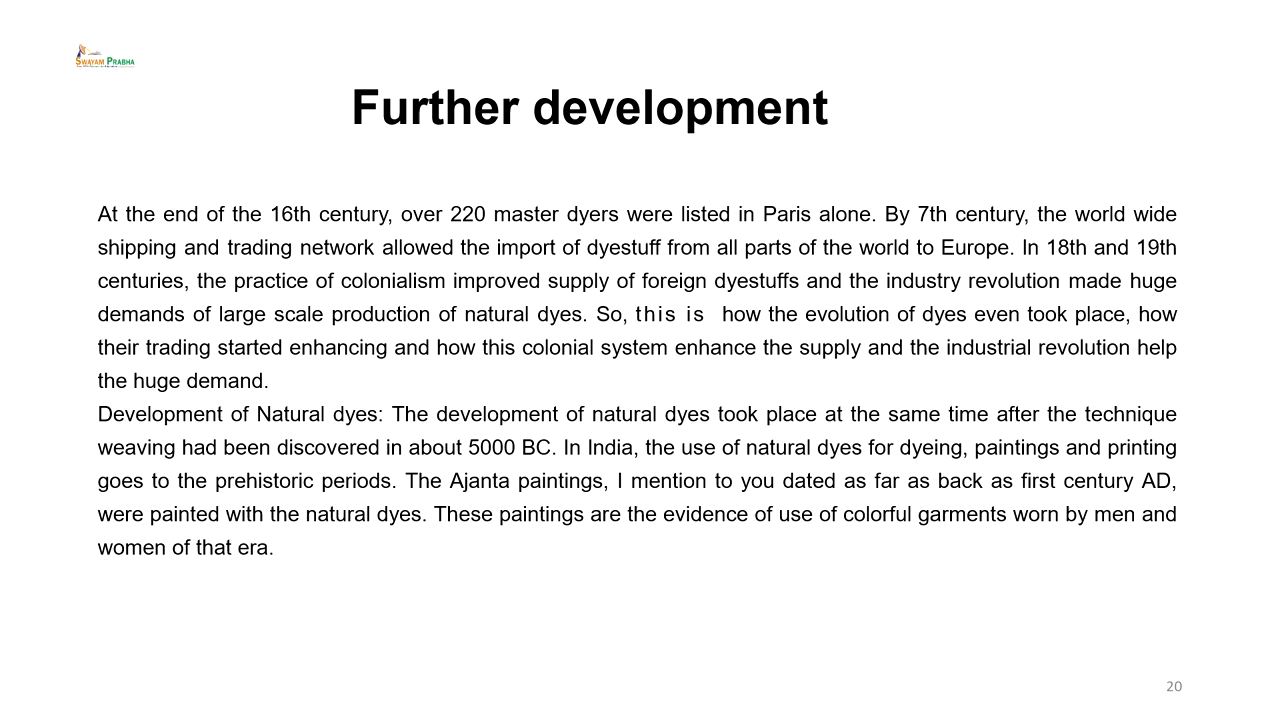 SWAYAM PRABHA
Further development
At the end of the 16th century, over 220 master dyers were listed in Paris alone. By 7th century, the world wide
shipping and trading network allowed the import of dyestuff from all parts of the world to Europe. In 18th and 19th
centuries, the practice of colonialism improved supply of foreign dyestuffs and the industry revolution made huge
demands of large scale production of natural dyes. So, this is how the evolution of dyes even took place, how
their trading started enhancing and how this colonial system enhance the supply and the industrial revolution help
the huge demand.
Development of Natural dyes: The development of natural dyes took place at the same time after the technique
weaving had been discovered in about 5000 BC. In India, the use of natural dyes for dyeing, paintings and printing
goes to the prehistoric periods. The Ajanta paintings, I mention to you dated as far as back as first century AD,
were painted with the natural dyes. These paintings are the evidence of use of colorful garments worn by men and
women of that era.
20